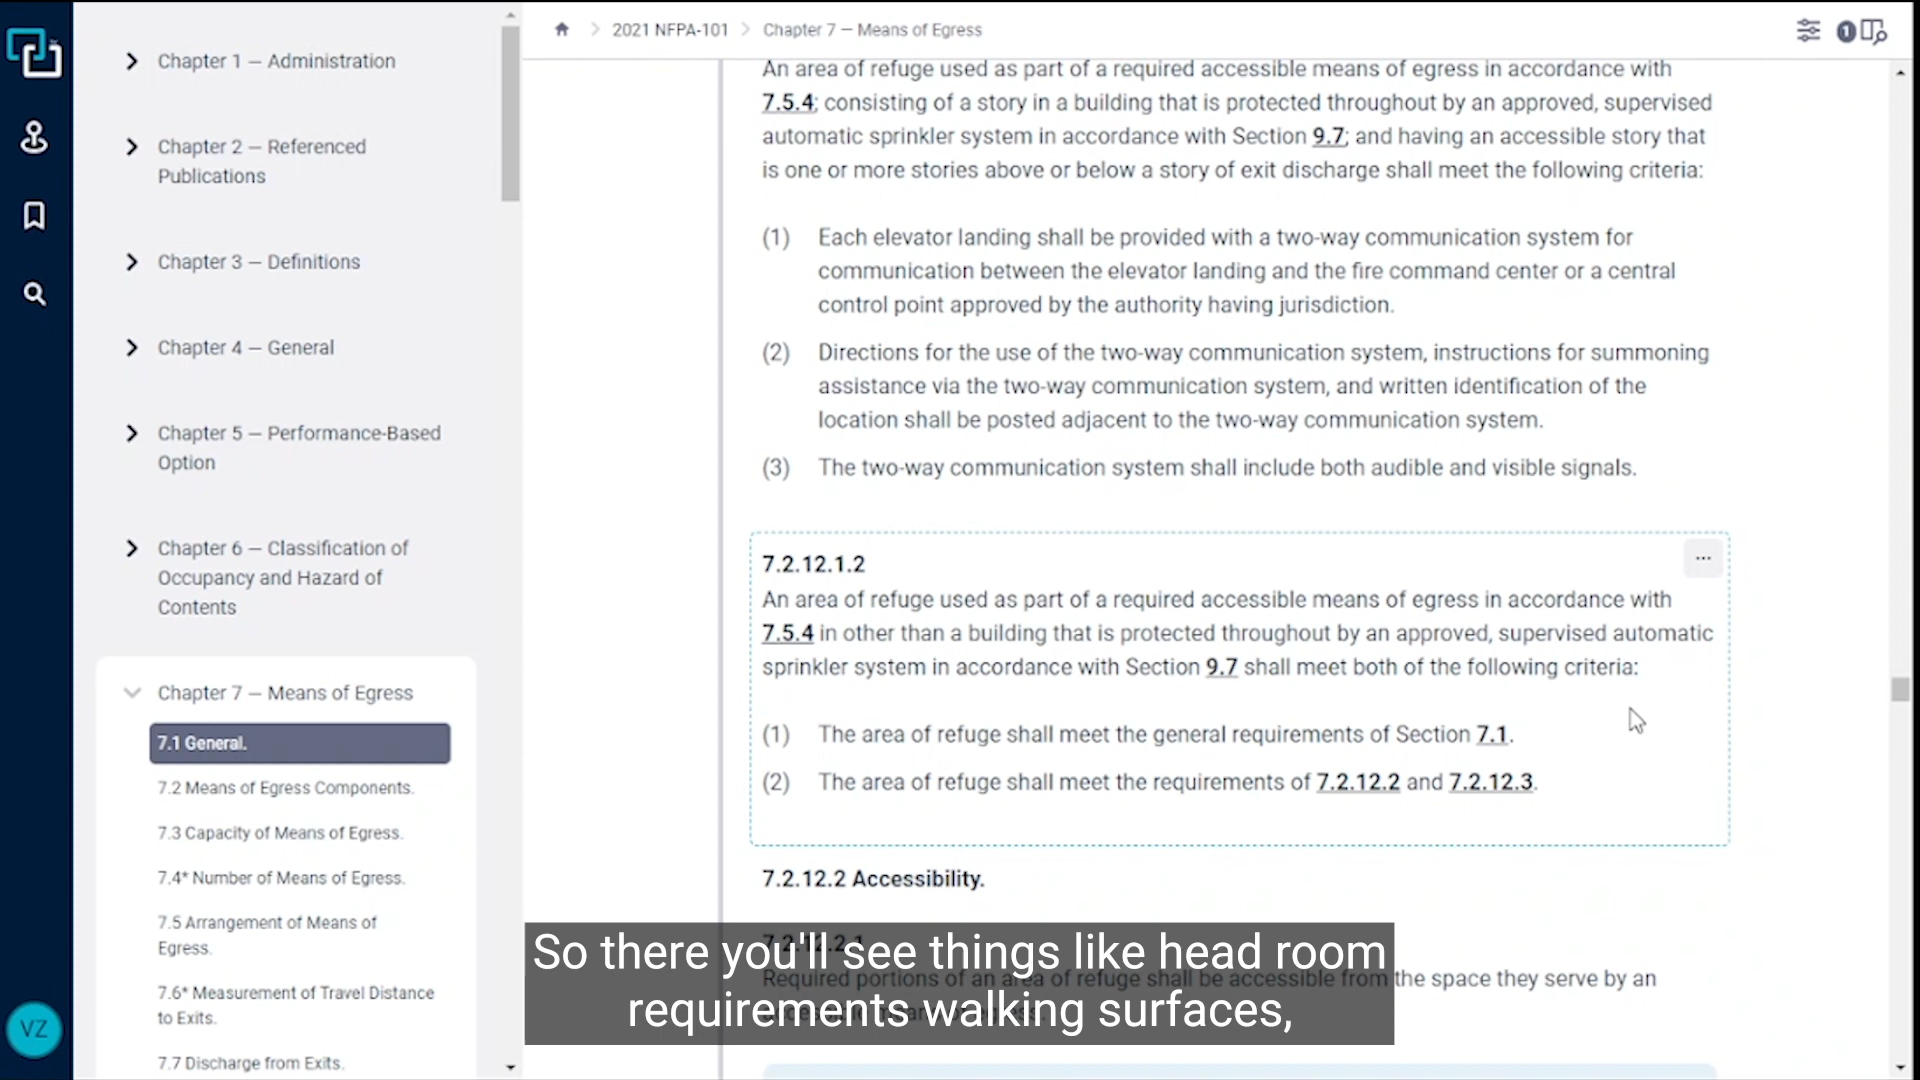 2021 NFPA-101
Chapter 7 – Means of Egress
1
Chapter 1 – Administration
Chapter 2 – Referenced
Publications
Chapter 3 – Definitions
Chapter 4 – General
Chapter 5 – Performance-Based
Option
Chapter 6 – Classification of
Occupancy and Hazard of
Contents
Chapter 7 – Means of Egress
7.1 General.
7.2 Means of Egress Components.
7.3 Capacity of Means of Egress.
7.4* Number of Means of Egress.
7.5 Arrangement of Means of
Egress.
7.6* Measurement of Travel Distance
to Exits.
7.7 Discharge from Exits.
VZ
An area of refuge used as part of a required accessible means of egress in accordance with
7.5.4; consisting of a story in a building that is protected throughout by an approved, supervised
automatic sprinkler system in accordance with Section 9.7; and having an accessible story that
is one or more stories above or below a story of exit discharge shall meet the following criteria:
(1) Each elevator landing shall be provided with a two-way communication system for
communication between the elevator landing and the fire command center or a central
control point approved by the authority having jurisdiction.
(2) Directions for the use of the two-way communication system, instructions for summoning
assistance via the two-way communication system, and written identification of the
location shall be posted adjacent to the two-way communication system.
(3) The two-way communication system shall include both audible and visible signals.
7.2.12.1.2
...
An area of refuge used as part of a required accessible means of egress in accordance with
7.5.4 in other than a building that is protected throughout by an approved, supervised automatic
sprinkler system in accordance with Section 9.7 shall meet both of the following criteria:
(1) The area of refuge shall meet the general requirements of Section 7.1.
(2) The area of refuge shall meet the requirements of 7.2.12.2 and 7.2.12.3.
7.2.12.2 Accessibility.
7.2.12.2.1
Required portions of an area of refuge shall be accessible from the space they serve by an
So there you'll see things like head room
requirements walking surfaces,